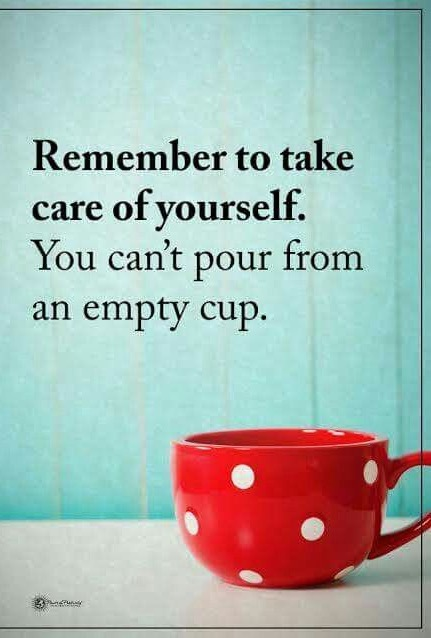 Remember to take
care of yourself.
You can't pour from
an empty cup.